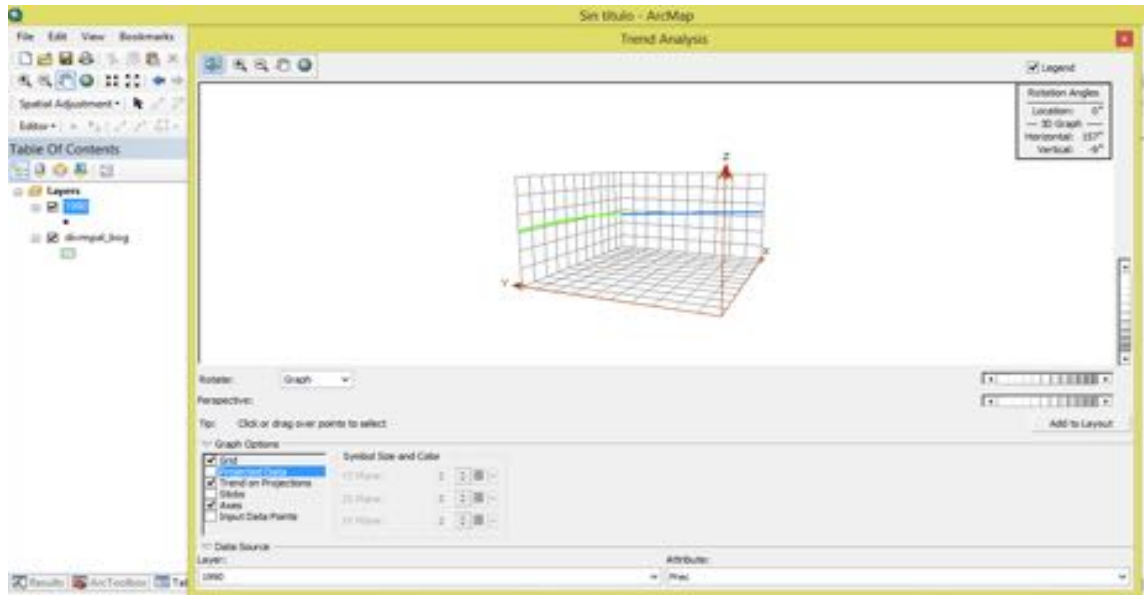 Sin título - ArcMap
File Edit View Bookmarks
Trend Analysis
Legend
Spatial Adjustment
Editor
Table Of Contents
Layers
1990
divmpal_bog
Rotation Angles
Location: 0°
3D Graph
Horizontal: 157°
Vertical: -9°
Z
X
Y
Rotate: Graph
Perspective:
Tip: Click or drag over points to select
Add to Layout
Graph Options
Grid
Projected Data
Trend on Projections
Sticks
Axes
Input Data Points
Symbol Size and Color
YZ Plane:
XZ Plane:
XY Plane:
Data Source
Layer:
Attribute:
1990
Prec
Results ArcToolbox Tab